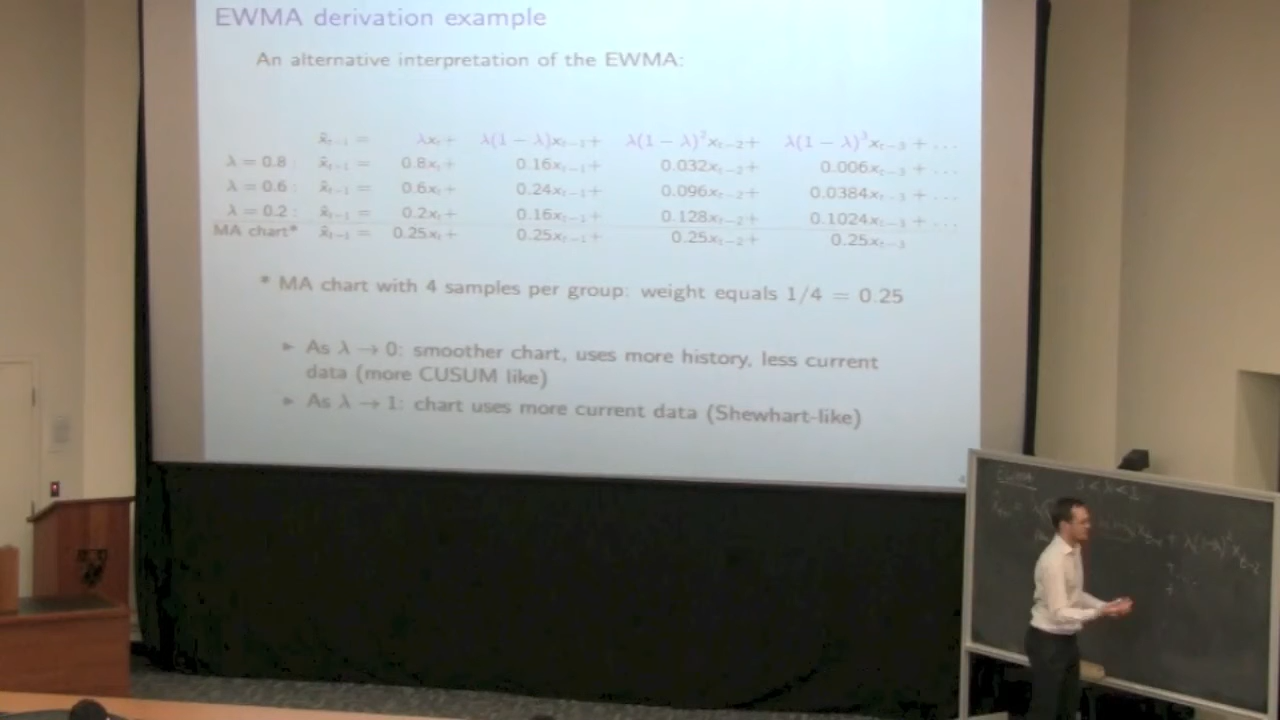 EWMA derivation example
An alternative interpretation of the EWMA:
x̂ₜ₋₁ = λxₜ+ λ(1 − λ)xₜ₋₁+ λ(1 − λ)²xₜ₋₂+ λ(1 − λ)³xₜ₋₃ + ...
λ = 0.8 : x̂ₜ₋₁ = 0.8xₜ+ 0.16xₜ₋₁+ 0.032xₜ₋₂+ 0.006xₜ₋₃ + ...
λ = 0.6 : x̂ₜ₋₁ = 0.6xₜ+ 0.24xₜ₋₁+ 0.096xₜ₋₂+ 0.0384xₜ₋₃ + ...
λ = 0.2 : x̂ₜ₋₁ = 0.2xₜ+ 0.16xₜ₋₁+ 0.128xₜ₋₂+ 0.1024xₜ₋₃ + ...
MA chart* x̂ₜ₋₁ = 0.25xₜ+ 0.25xₜ₋₁+ 0.25xₜ₋₂+ 0.25xₜ₋₃
* MA chart with 4 samples per group: weight equals 1/4 = 0.25
► As λ → 0: smoother chart, uses more history, less current
data (more CUSUM like)
► As λ → 1: chart uses more current data (Shewhart-like)
0 < λ < 1
+ λ(1-λ)²xₜ₋₂